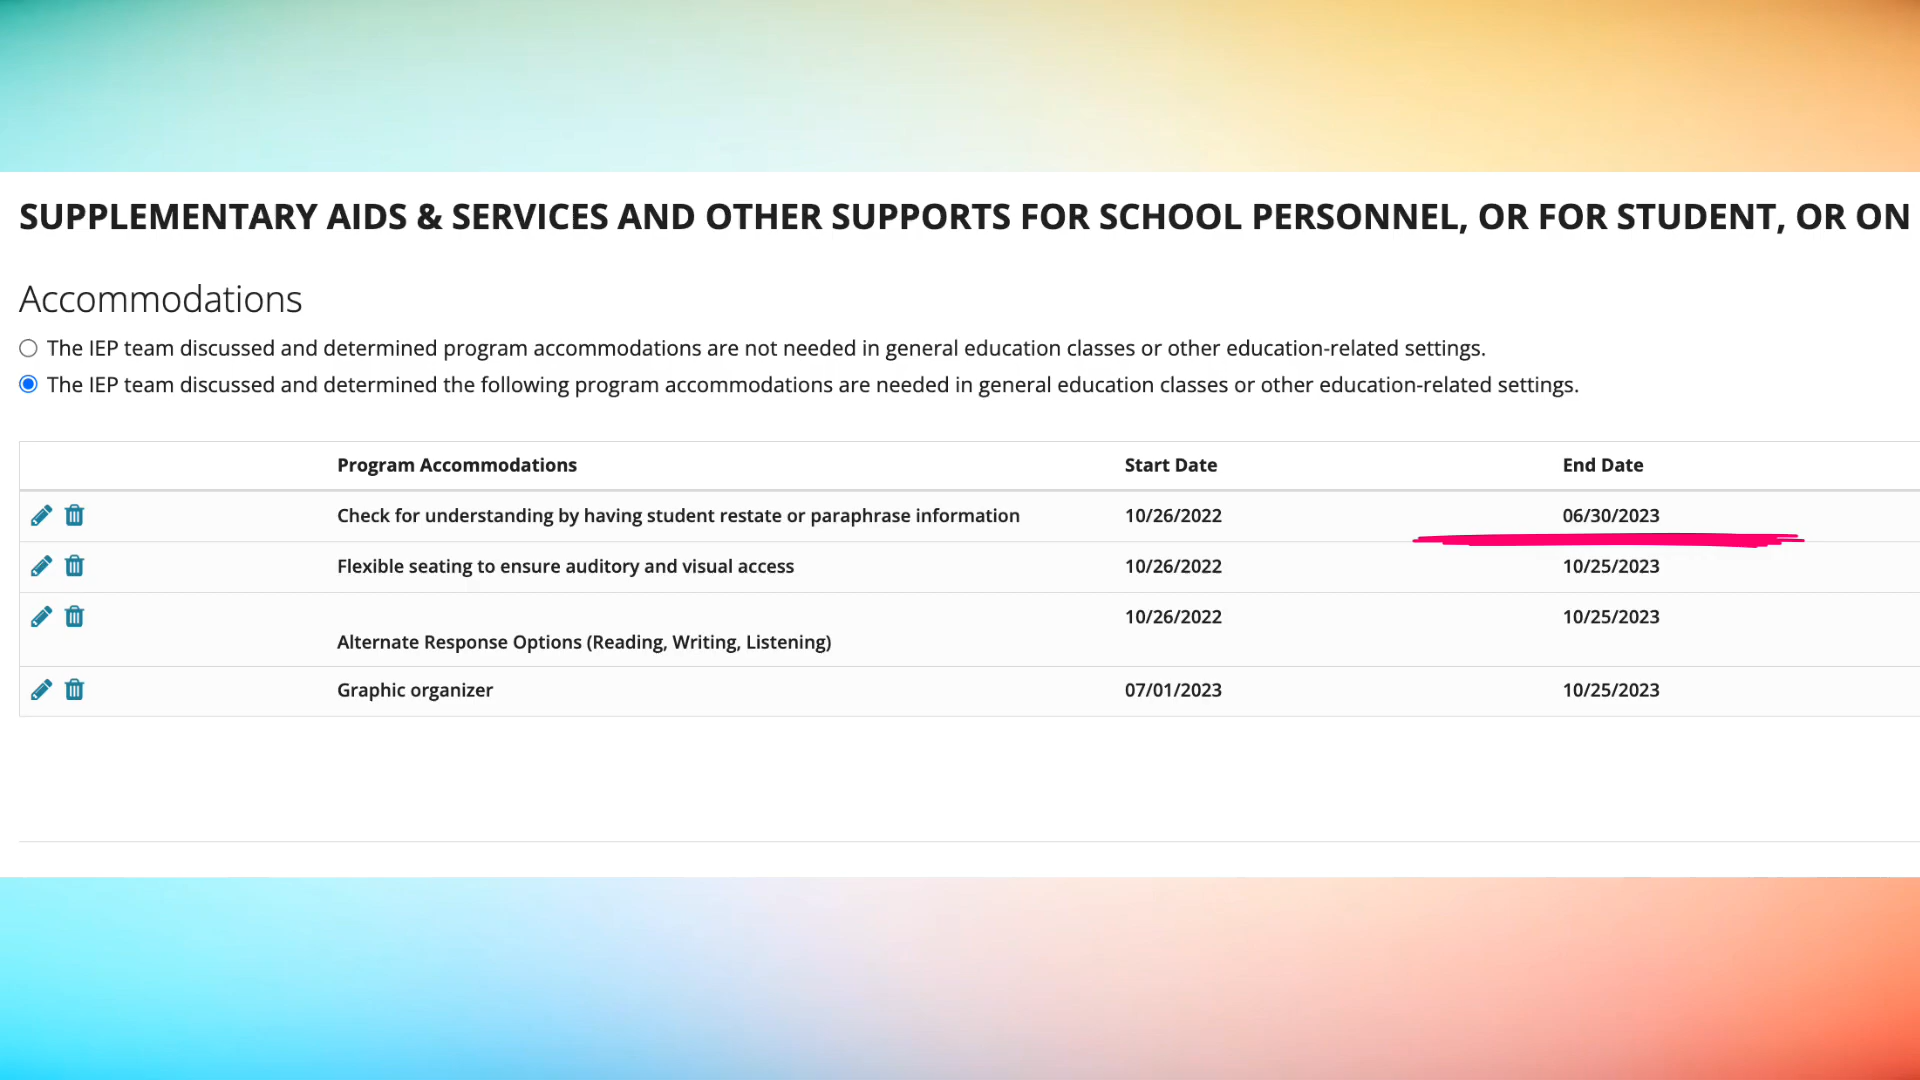 SUPPLEMENTARY AIDS & SERVICES AND OTHER SUPPORTS FOR SCHOOL PERSONNEL, OR FOR STUDENT, OR ON
Accommodations
The IEP team discussed and determined program accommodations are not needed in general education classes or other education-related settings.
The IEP team discussed and determined the following program accommodations are needed in general education classes or other education-related settings.
Program Accommodations Start Date End Date
Check for understanding by having student restate or paraphrase information 10/26/2022 06/30/2023
Flexible seating to ensure auditory and visual access 10/26/2022 10/25/2023
10/26/2022 10/25/2023
Alternate Response Options (Reading, Writing, Listening)
Graphic organizer 07/01/2023 10/25/2023